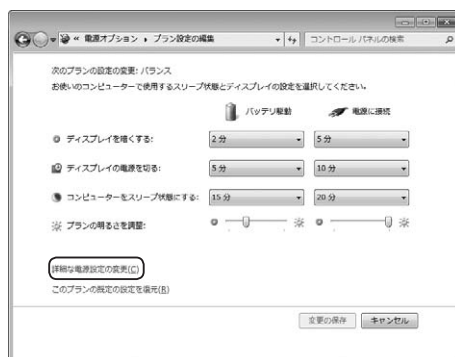 « 電源オプション ▸ プラン設定の編集
コントロール パネルの検索
次のプランの設定の変更: バランス
お使いのコンピューターで使用するスリープ状態とディスプレイの設定を選択してください。
バッテリ駆動 電源に接続
ディスプレイを暗くする: 2 分 5 分
ディスプレイの電源を切る: 5 分 10 分
コンピューターをスリープ状態にする: 15 分 20 分
プランの明るさを調整:
詳細な電源設定の変更(C)
このプランの既定の設定を復元(R)
変更の保存 キャンセル